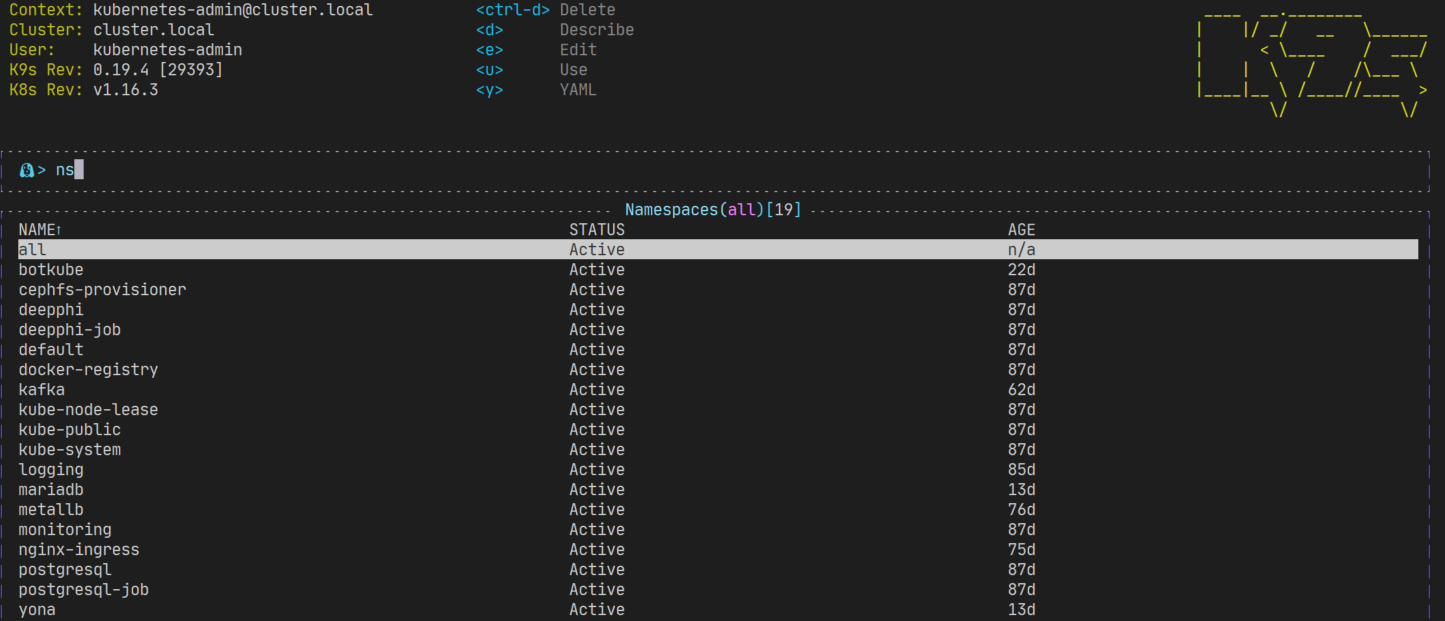 Context: kubernetes-admin@cluster.local <ctrl-d> Delete
Cluster: cluster.local <d> Describe
User: kubernetes-admin <e> Edit
K9s Rev: 0.19.4 [29393] <u> Use
K8s Rev: v1.16.3 <y> YAML
> ns
Namespaces(all)[19]
NAME↑ STATUS AGE
all Active n/a
botkube Active 22d
cephfs-provisioner Active 87d
deepphi Active 87d
deepphi-job Active 87d
default Active 87d
docker-registry Active 87d
kafka Active 62d
kube-node-lease Active 87d
kube-public Active 87d
kube-system Active 87d
logging Active 85d
mariadb Active 13d
metallb Active 76d
monitoring Active 87d
nginx-ingress Active 75d
postgresql Active 87d
postgresql-job Active 87d
yona Active 13d